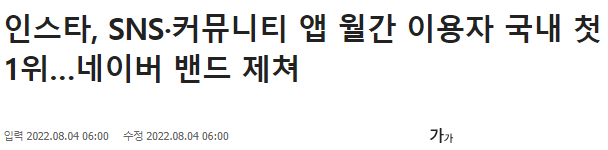 인스타, SNS·커뮤니티 앱 월간 이용자 국내 첫
1위…네이버 밴드 제쳐
입력 2022.08.04 06:00 수정 2022.08.04 06:00 가가